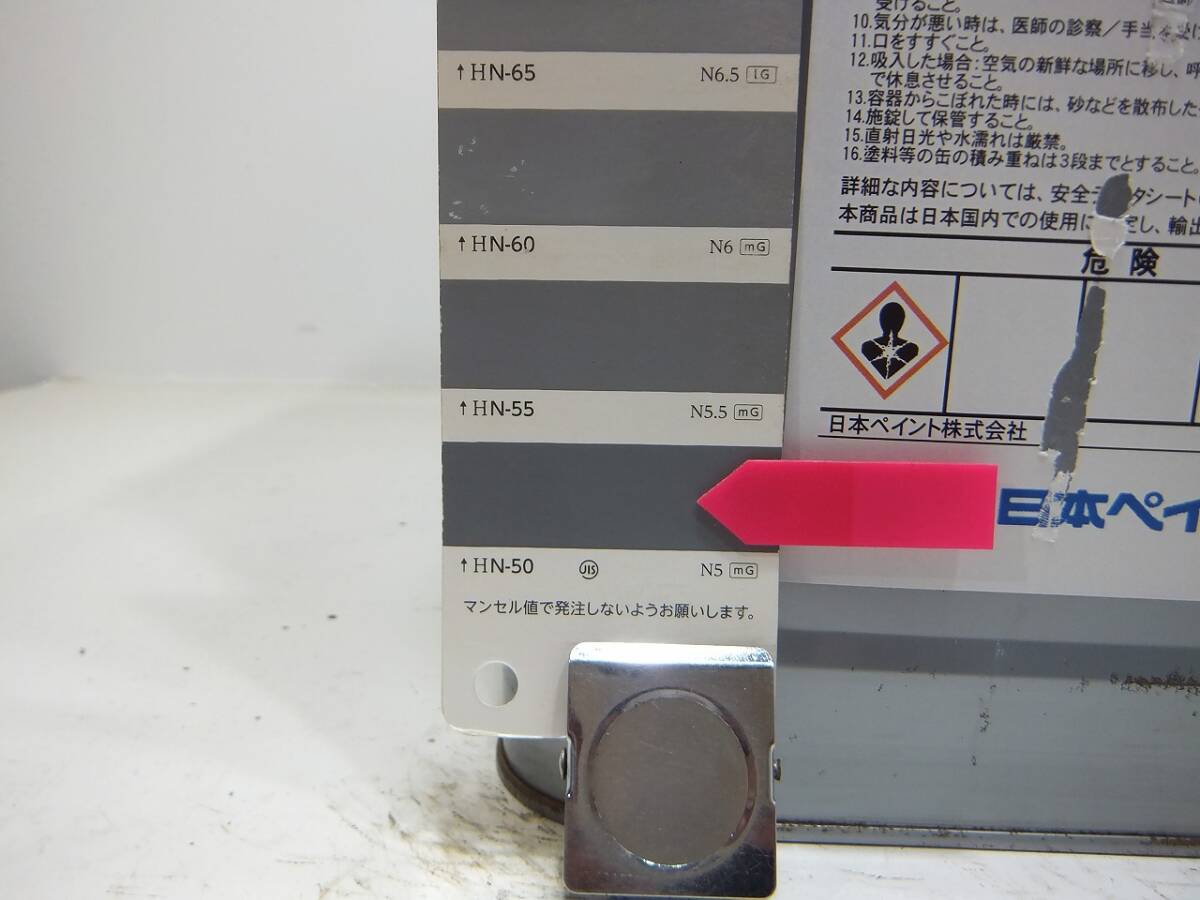 ↑HN-65 N6.5 lG
↑HN-60 N6 mG
↑HN-55 N5.5 mG
↑HN-50 JIS N5 mG
マンセル値で発注しないようお願いします。
受けること。
10.気分が悪い時は、医師の診察／手当を受け
11.口をすすぐこと。
12.吸入した場合：空気の新鮮な場所に移し、呼
で休息させること。
13.容器からこぼれた時には、砂などを散布した
14.施錠して保管すること。
15.直射日光や水濡れは厳禁。
16.塗料等の缶の積み重ねは3段までとすること。
詳細な内容については、安全 タシート
本商品は日本国内での使用に 定し、輸出
危険
日本ペイント株式会社
日本ペイ